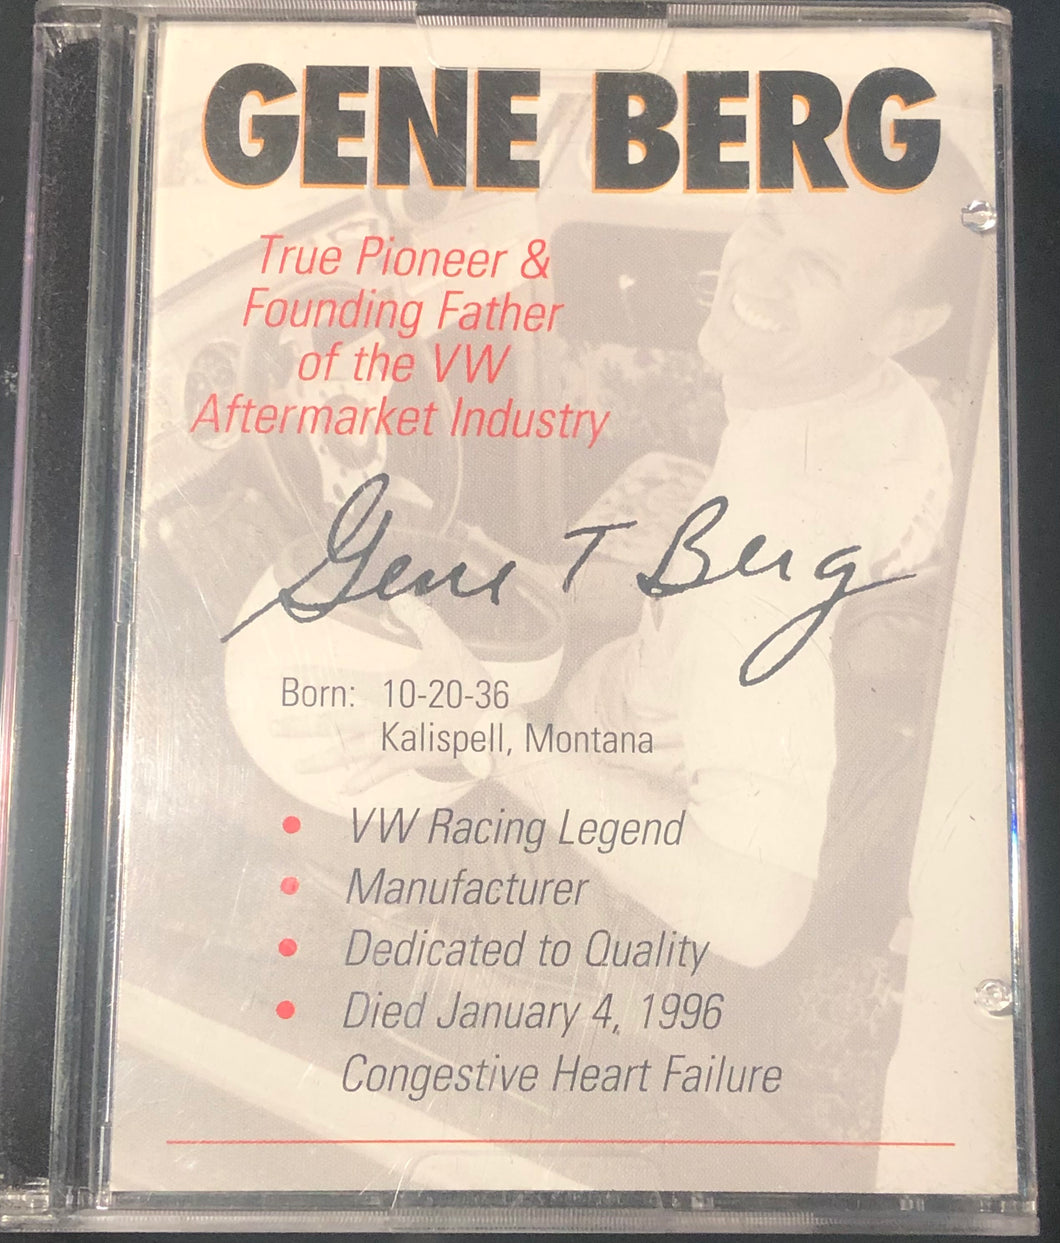 GENE BERG
True Pioneer &
Founding Father
of the VW
Aftermarket Industry
Gene T Berg
Born: 10-20-36
Kalispell, Montana
• VW Racing Legend
• Manufacturer
• Dedicated to Quality
• Died January 4, 1996
Congestive Heart Failure